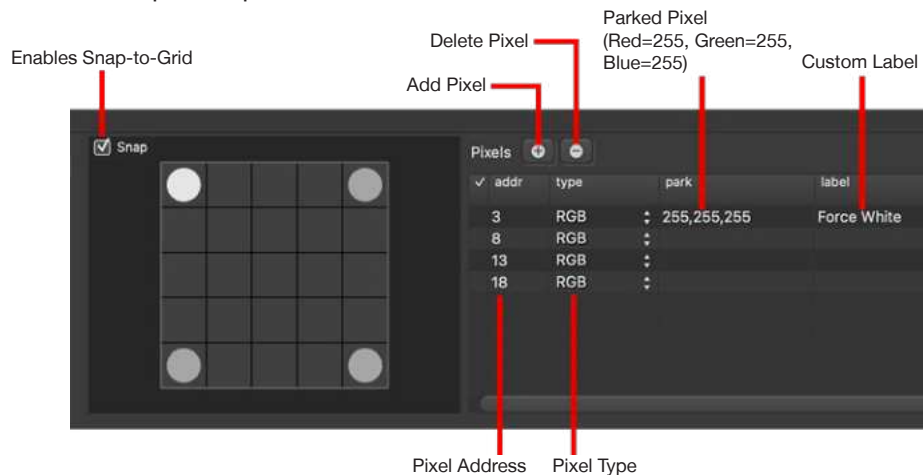 Parked Pixel
(Red=255, Green=255,
Blue=255)
Delete Pixel
Enables Snap-to-Grid
Custom Label
Add Pixel
Snap
Pixels
addr type park label
3 RGB 255,255,255 Force White
8 RGB
13 RGB
18 RGB
Pixel Address Pixel Type